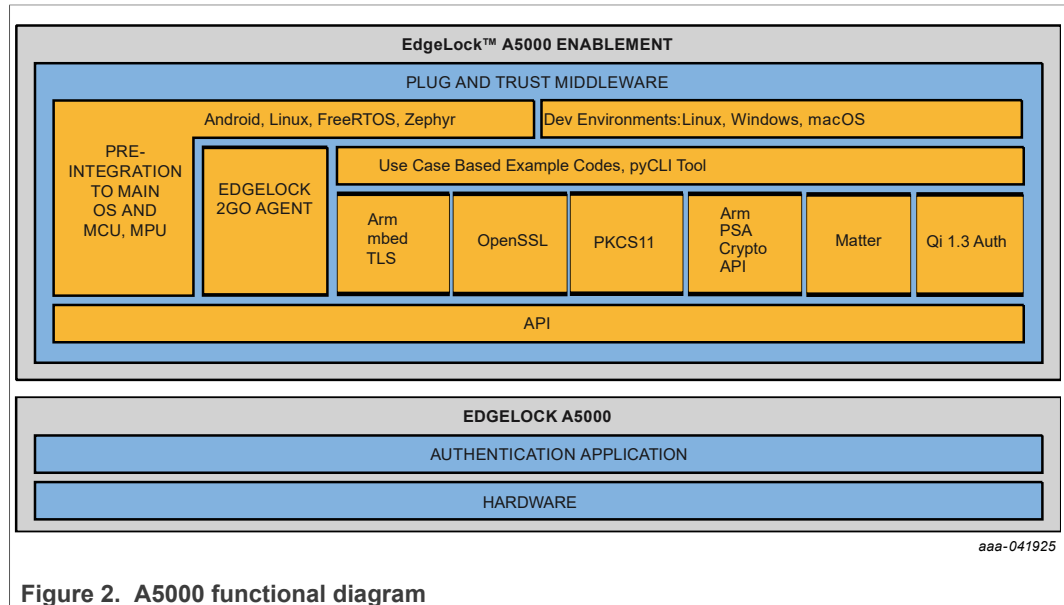 EdgeLock™ A5000 ENABLEMENT
PLUG AND TRUST MIDDLEWARE
Android, Linux, FreeRTOS, Zephyr
Dev Environments:Linux, Windows, macOS
PRE-
INTEGRATION
TO MAIN
OS AND
MCU, MPU
EDGELOCK
2GO AGENT
Use Case Based Example Codes, pyCLI Tool
Arm
mbed
TLS
OpenSSL
PKCS11
Arm
PSA
Crypto
API
Matter
Qi 1.3 Auth
API
EDGELOCK A5000
AUTHENTICATION APPLICATION
HARDWARE
aaa-041925
Figure 2. A5000 functional diagram